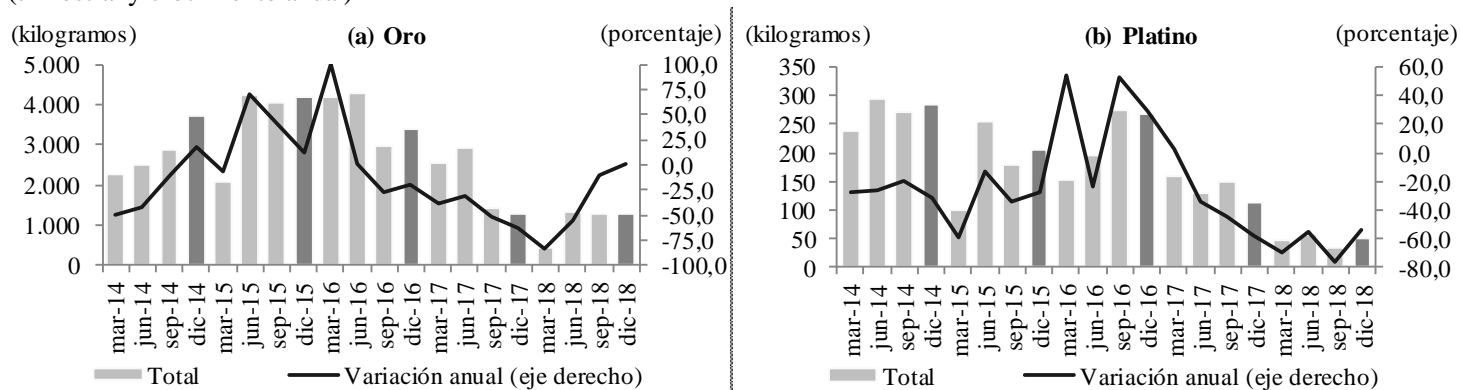 (kilogramos) (a) Oro (porcentaje)
5.000
4.000
3.000
2.000
1.000
0
100,0
75,0
50,0
25,0
0,0
-25,0
-50,0
-75,0
-100,0
mar-14
jun-14
sep-14
dic-14
mar-15
jun-15
sep-15
dic-15
mar-16
jun-16
sep-16
dic-16
mar-17
jun-17
sep-17
dic-17
mar-18
jun-18
sep-18
dic-18
Total Variación anual (eje derecho)
(kilogramos) (b) Platino (porcentaje)
350
300
250
200
150
100
50
0
60,0
40,0
20,0
0,0
-20,0
-40,0
-60,0
-80,0
mar-14
jun-14
sep-14
dic-14
mar-15
jun-15
sep-15
dic-15
mar-16
jun-16
sep-16
dic-16
mar-17
jun-17
sep-17
dic-17
mar-18
jun-18
sep-18
dic-18
Total Variación anual (eje derecho)